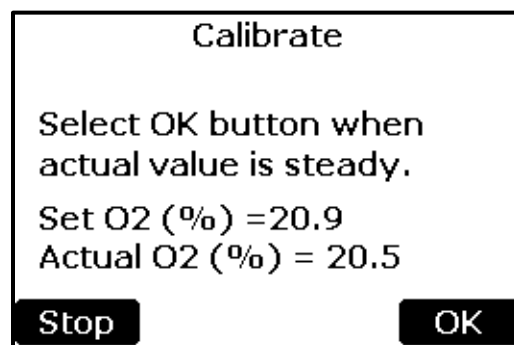 Calibrate
Select OK button when
actual value is steady.
Set O2 (%) =20.9
Actual O2 (%) = 20.5
Stop
OK